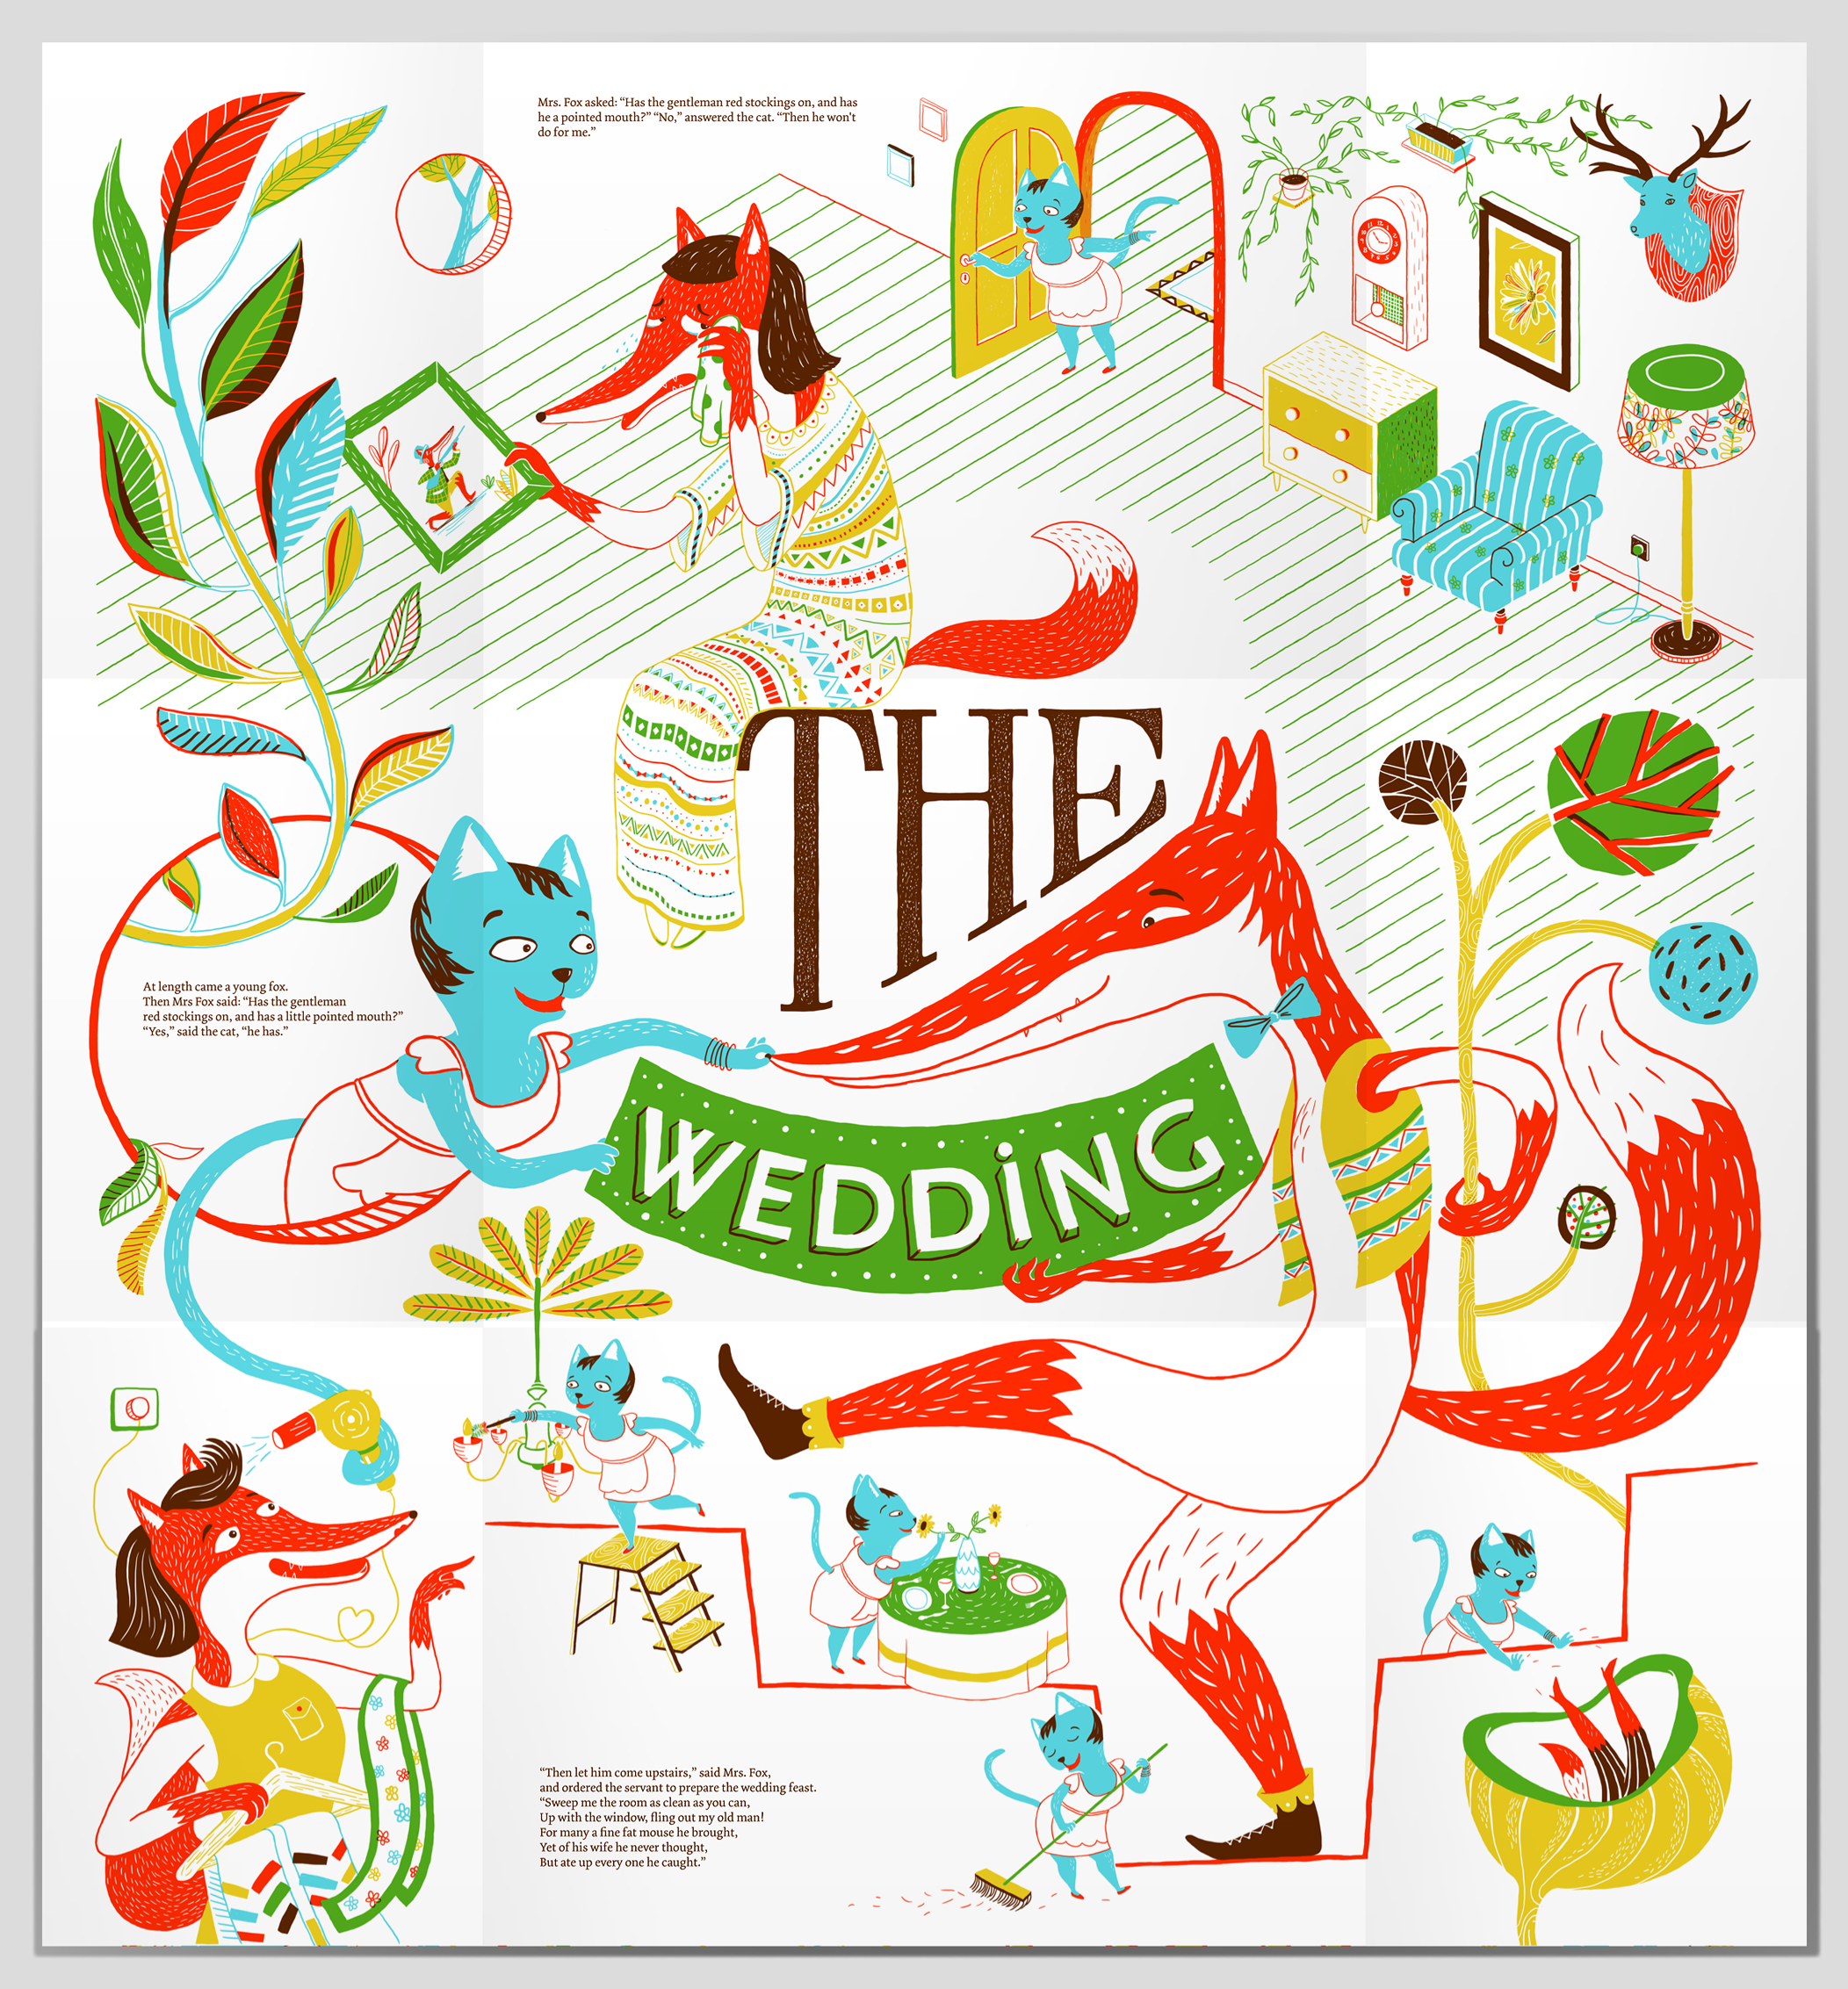 Mrs. Fox asked: “Has the gentleman red stockings on, and has
he a pointed mouth?” “No,” answered the cat. “Then he won't
do for me.”
THE
At length came a young fox.
Then Mrs Fox said: “Has the gentleman
red stockings on, and has a little pointed mouth?”
“Yes,” said the cat, “he has.”
WEDDiNG
“Then let him come upstairs,” said Mrs. Fox,
and ordered the servant to prepare the wedding feast.
“Sweep me the room as clean as you can,
Up with the window, fling out my old man!
For many a fine fat mouse he brought,
Yet of his wife he never thought,
But ate up every one he caught.”